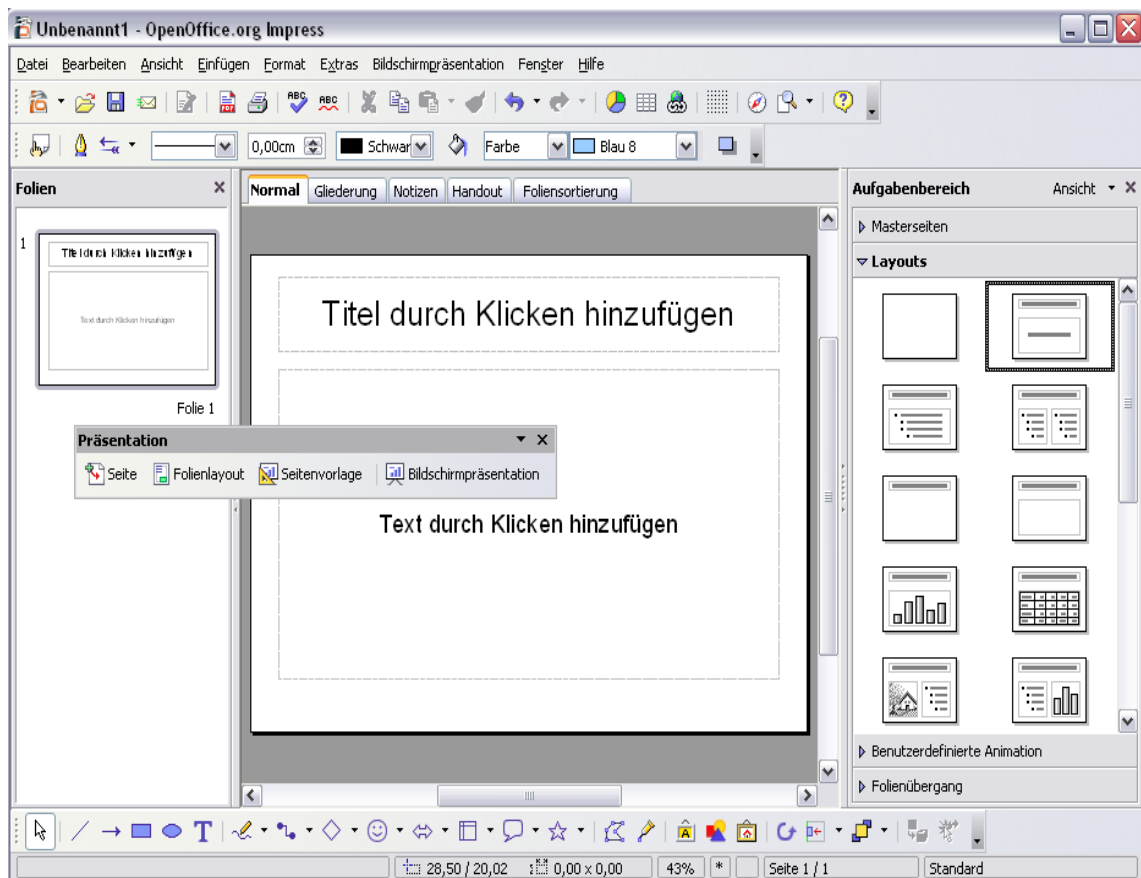 Unbenannt1 - OpenOffice.org Impress
Datei Bearbeiten Ansicht Einfügen Format Extras Bildschirmpräsentation Fenster Hilfe
0,00cm Schwar Farbe Blau 8
Folien
Normal Gliederung Notizen Handout Foliensortierung
Aufgabenbereich Ansicht
1
Titel durch Klicken hinzufügen
Text durch Klicken hinzufügen
Folie 1
Präsentation
Seite Folienlayout Seitenvorlage Bildschirmpräsentation
Titel durch Klicken hinzufügen
Text durch Klicken hinzufügen
Masterseiten
Layouts
Benutzerdefinierte Animation
Folienübergang
28,50 / 20,02 0,00 x 0,00 43% * Seite 1 / 1 Standard